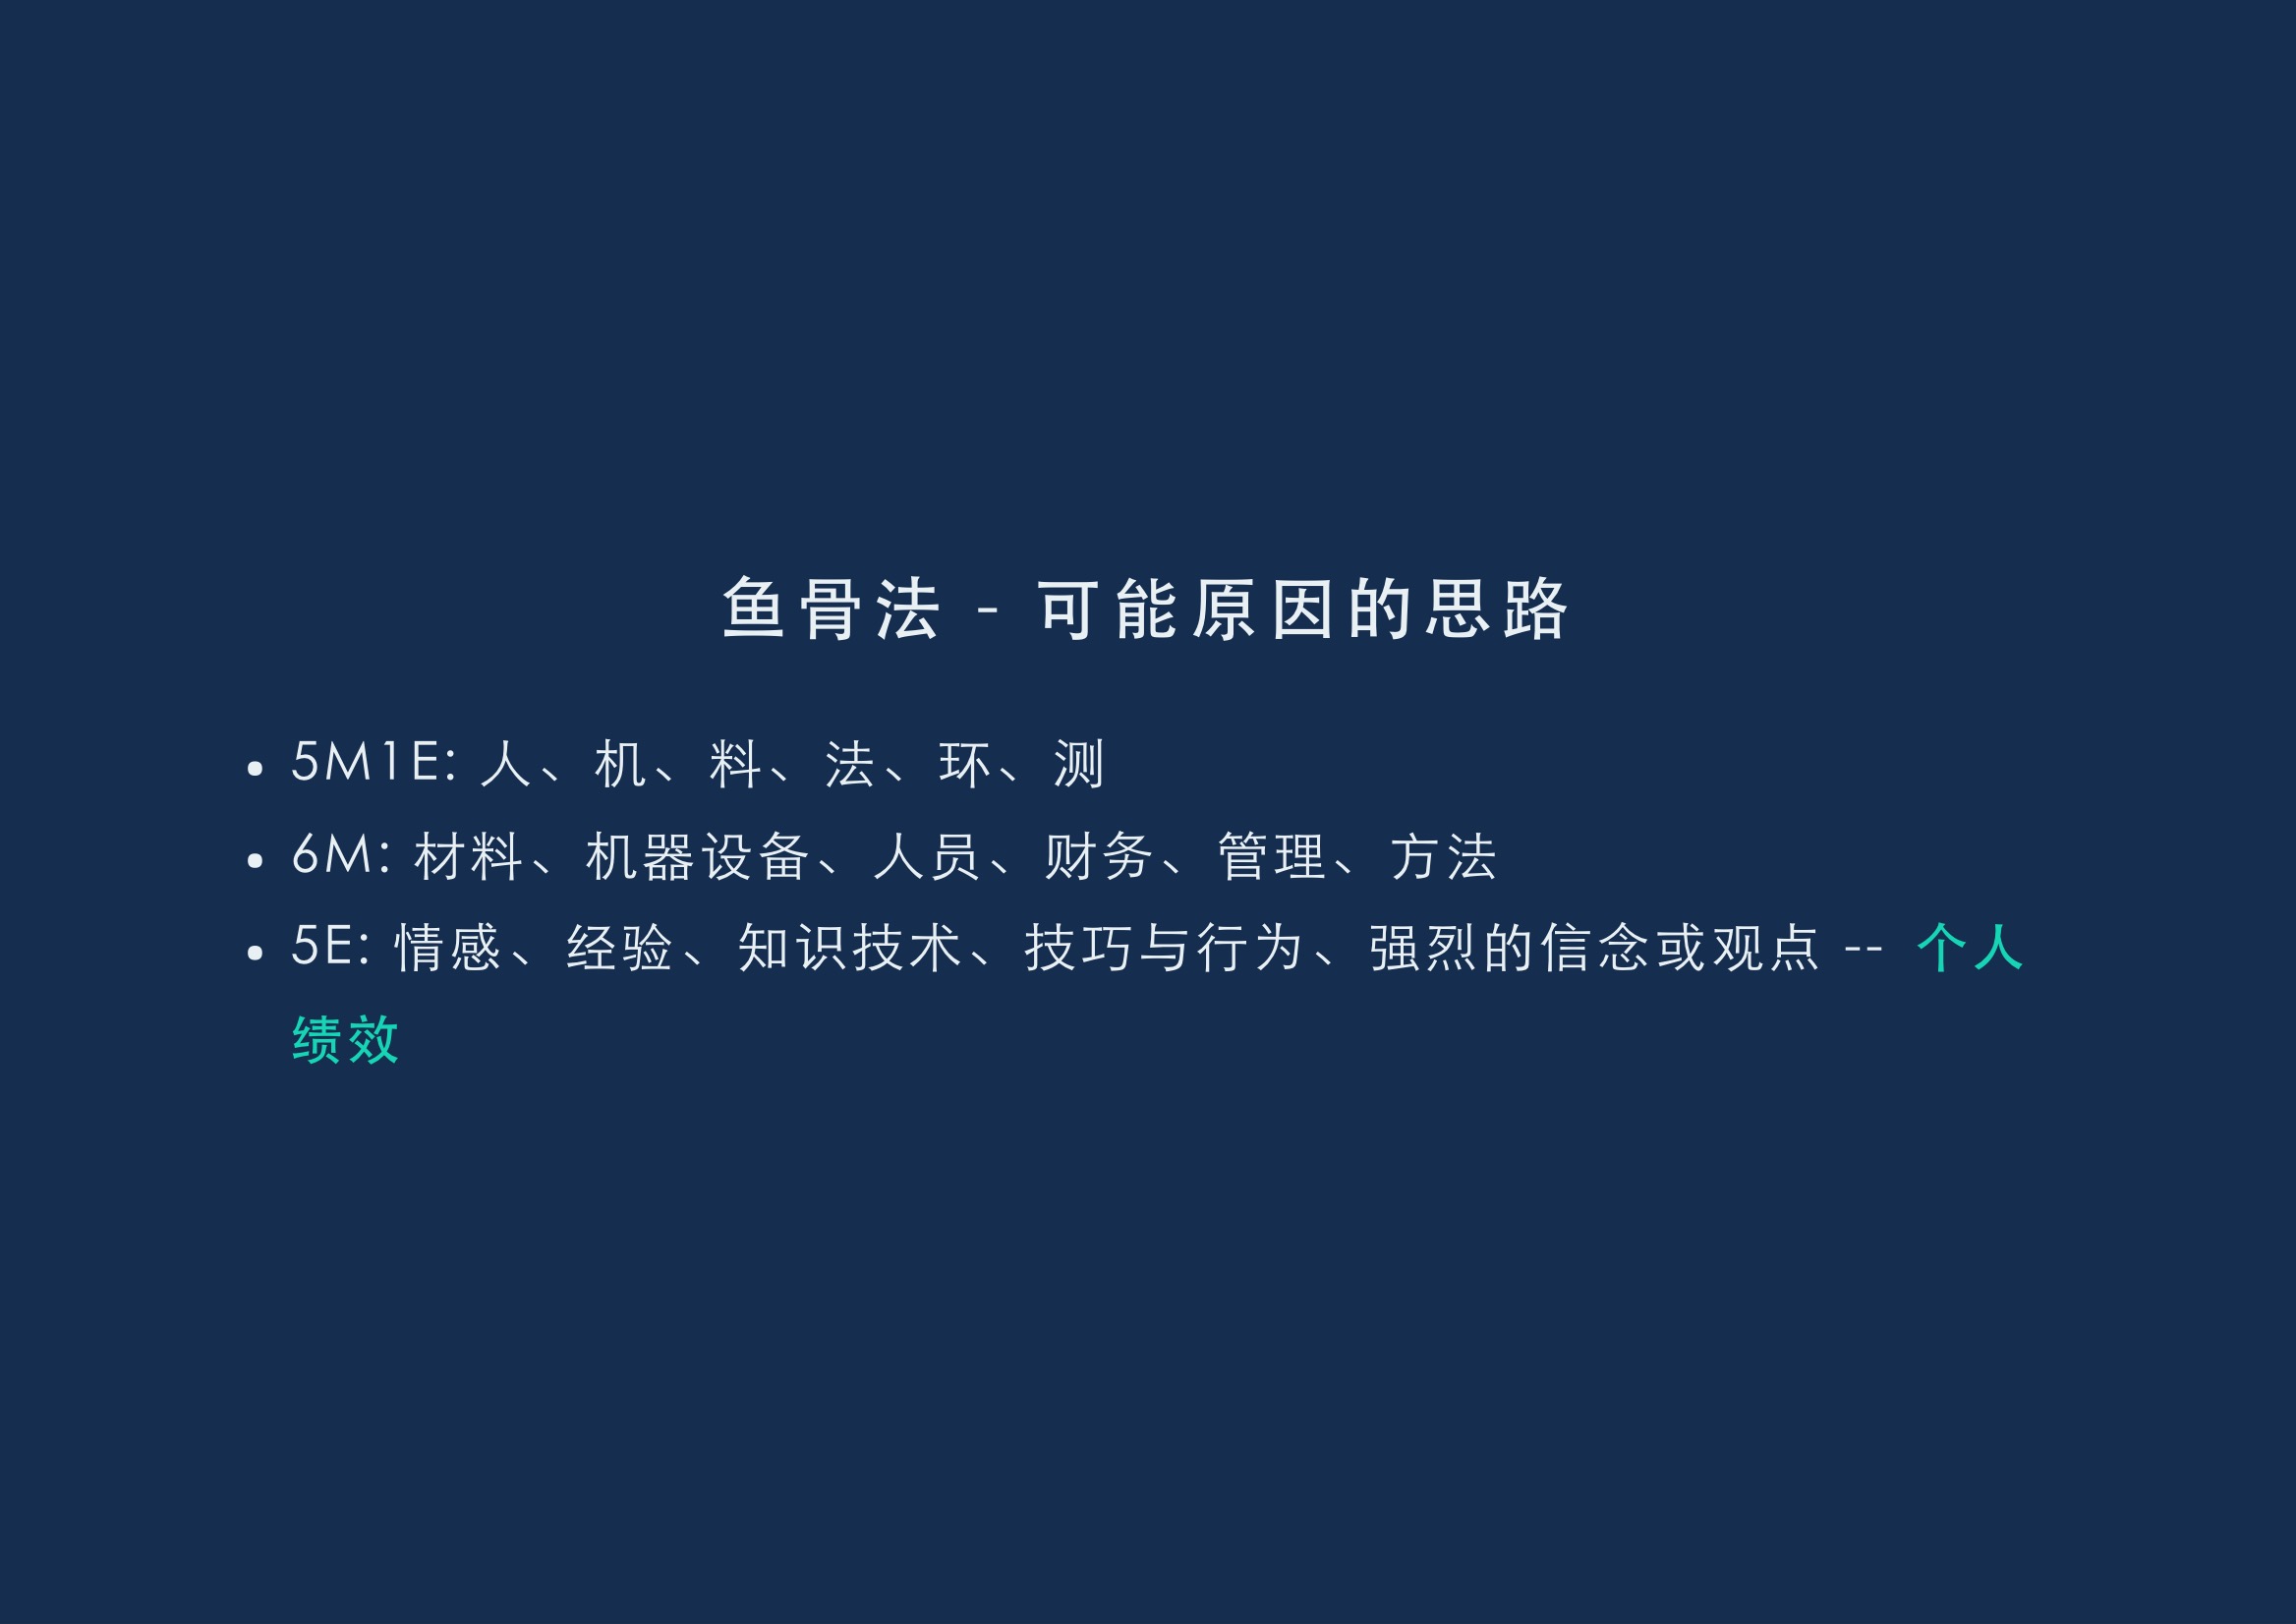 鱼骨法 - 可能原因的思路
• 5M1E: 人、机、料、法、环、测
• 6M: 材料、机器设备、人员、财务、管理、方法
• 5E: 情感、经验、知识技术、技巧与行为、强烈的信念或观点 -- 个人
绩效